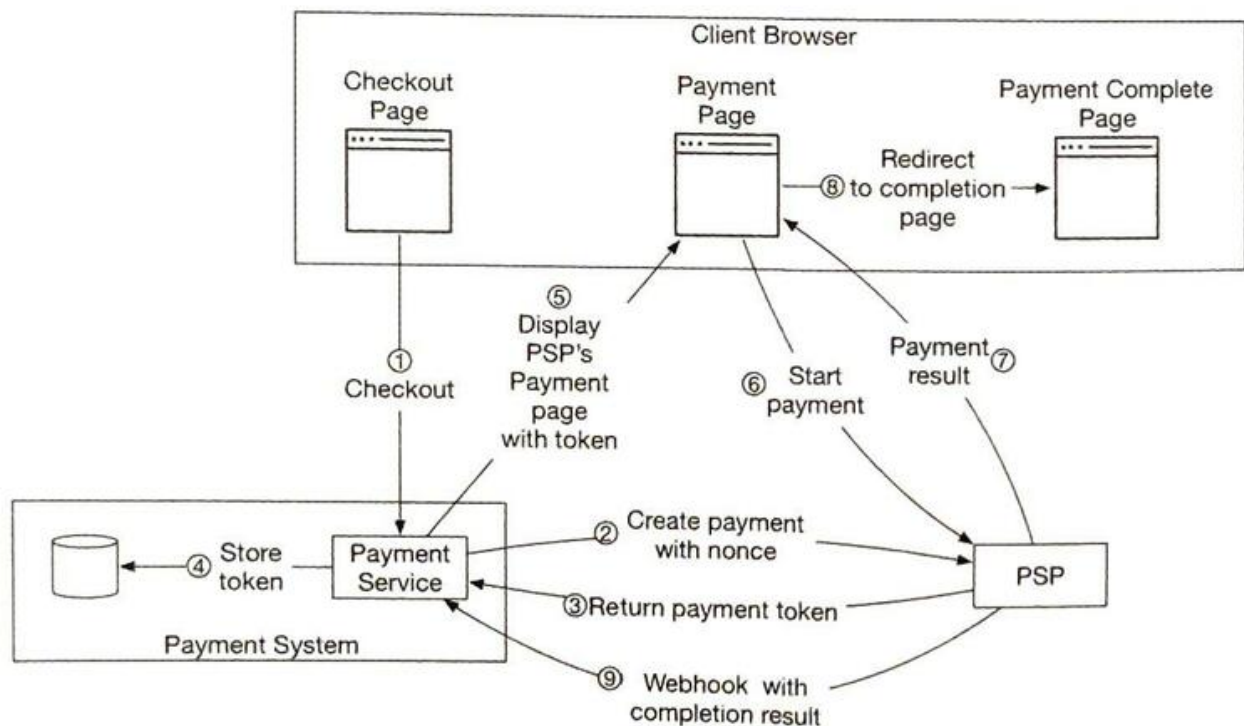 Client Browser
Checkout
Page
Payment
Page
Payment Complete
Page
⑧
Redirect
to completion
page
①
Checkout
⑤
Display
PSP's
Payment
page
with token
⑥
Start
payment
Payment
result
⑦
②
Create payment
with nonce
④
Store
token
Payment
Service
PSP
③
Return payment token
Payment System
⑨
Webhook with
completion result